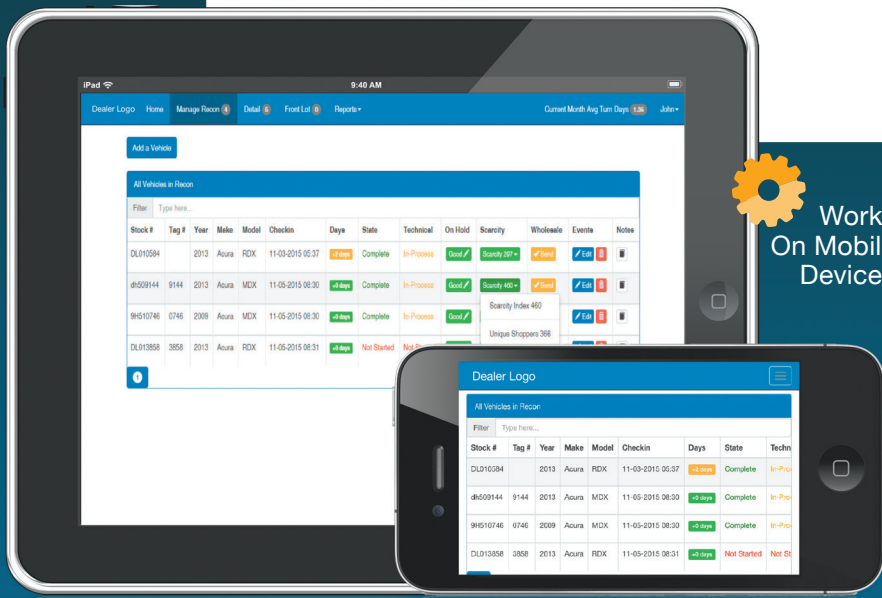 iPad 9:40 AM
Dealer Logo Home Manage Recon 4 Detail 5 Front Lot 0 Reports Current Month Avg Turn Days 1.36 John
Add a Vehicle
All Vehicles in Recon
Filter Type here...
Stock # Tag # Year Make Model Checkin Days State Technical On Hold Scarcity Wholesale Events Notes
DL010584 2013 Acura RDX 11-03-2015 05:37 +2 days Complete In-Process Good Scarcity 297 Send Edit
dh509144 9144 2013 Acura MDX 11-05-2015 08:30 +0 days Complete In-Process Good Scarcity 460 Send Edit
Scarcity Index 460
9H510746 0746 2009 Acura MDX 11-05-2015 08:30 +0 days Complete In-Process Good Edit
Unique Shoppers 366
DL013858 3858 2013 Acura RDX 11-05-2015 08:31 +0 days Not Started
1
Work
On Mobil
Device
Dealer Logo
All Vehicles in Recon
Filter Type here...
Stock # Tag # Year Make Model Checkin Days State Techn
DL010584 2013 Acura RDX 11-03-2015 05:37 +2 days Complete In-Pro
dh509144 9144 2013 Acura MDX 11-05-2015 08:30 +0 days Complete In-Pro
9H510746 0746 2009 Acura MDX 11-05-2015 08:30 +0 days Complete In-Pro
DL013858 3858 2013 Acura RDX 11-05-2015 08:31 +0 days Not Started Not St